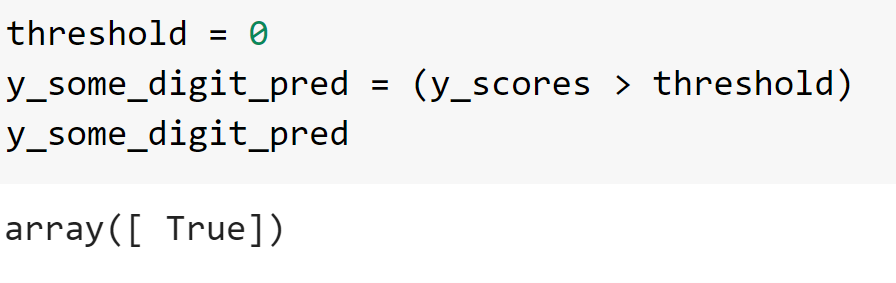 threshold = 0
y_some_digit_pred = (y_scores > threshold)
y_some_digit_pred
array([ True])